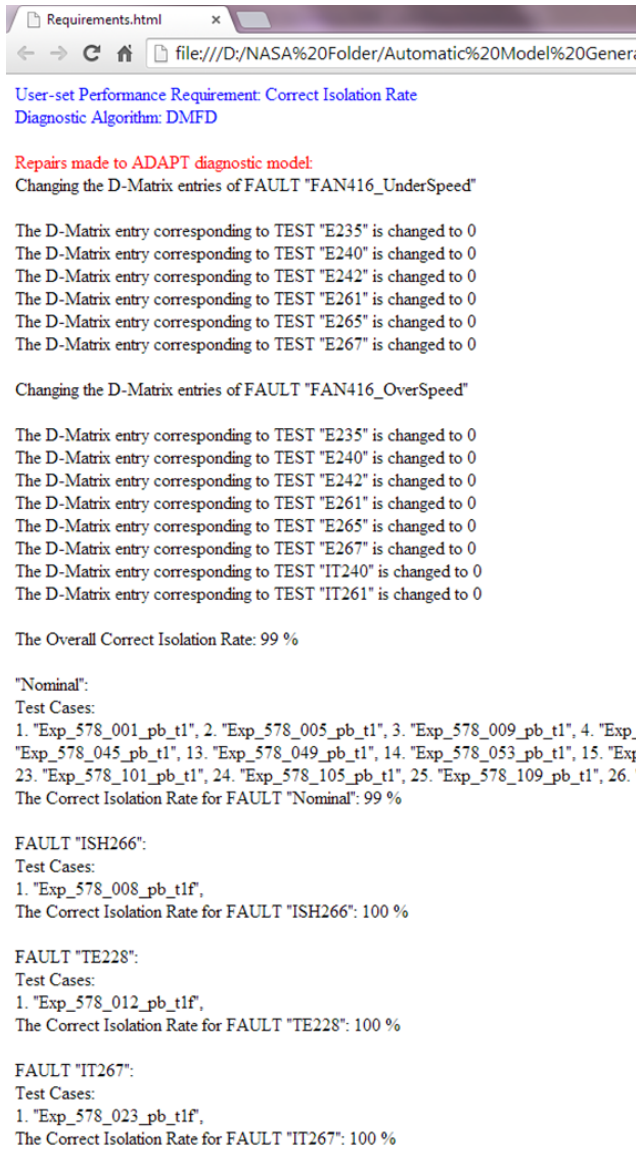 Requirements.html
file:///D:/NASA%20Folder/Automatic%20Model%20Genera
User-set Performance Requirement: Correct Isolation Rate
Diagnostic Algorithm: DMFD
Repairs made to ADAPT diagnostic model:
Changing the D-Matrix entries of FAULT "FAN416_UnderSpeed"
The D-Matrix entry corresponding to TEST "E235" is changed to 0
The D-Matrix entry corresponding to TEST "E240" is changed to 0
The D-Matrix entry corresponding to TEST "E242" is changed to 0
The D-Matrix entry corresponding to TEST "E261" is changed to 0
The D-Matrix entry corresponding to TEST "E265" is changed to 0
The D-Matrix entry corresponding to TEST "E267" is changed to 0
Changing the D-Matrix entries of FAULT "FAN416_OverSpeed"
The D-Matrix entry corresponding to TEST "E235" is changed to 0
The D-Matrix entry corresponding to TEST "E240" is changed to 0
The D-Matrix entry corresponding to TEST "E242" is changed to 0
The D-Matrix entry corresponding to TEST "E261" is changed to 0
The D-Matrix entry corresponding to TEST "E265" is changed to 0
The D-Matrix entry corresponding to TEST "E267" is changed to 0
The D-Matrix entry corresponding to TEST "IT240" is changed to 0
The D-Matrix entry corresponding to TEST "IT261" is changed to 0
The Overall Correct Isolation Rate: 99 %
"Nominal":
Test Cases:
1. "Exp_578_001_pb_t1", 2. "Exp_578_005_pb_t1", 3. "Exp_578_009_pb_t1", 4. "Exp_
"Exp_578_045_pb_t1", 13. "Exp_578_049_pb_t1", 14. "Exp_578_053_pb_t1", 15. "Exp
23. "Exp_578_101_pb_t1", 24. "Exp_578_105_pb_t1", 25. "Exp_578_109_pb_t1", 26. "
The Correct Isolation Rate for FAULT "Nominal": 99 %
FAULT "ISH266":
Test Cases:
1. "Exp_578_008_pb_t1f",
The Correct Isolation Rate for FAULT "ISH266": 100 %
FAULT "TE228":
Test Cases:
1. "Exp_578_012_pb_t1f",
The Correct Isolation Rate for FAULT "TE228": 100 %
FAULT "IT267":
Test Cases:
1. "Exp_578_023_pb_t1f",
The Correct Isolation Rate for FAULT "IT267": 100 %